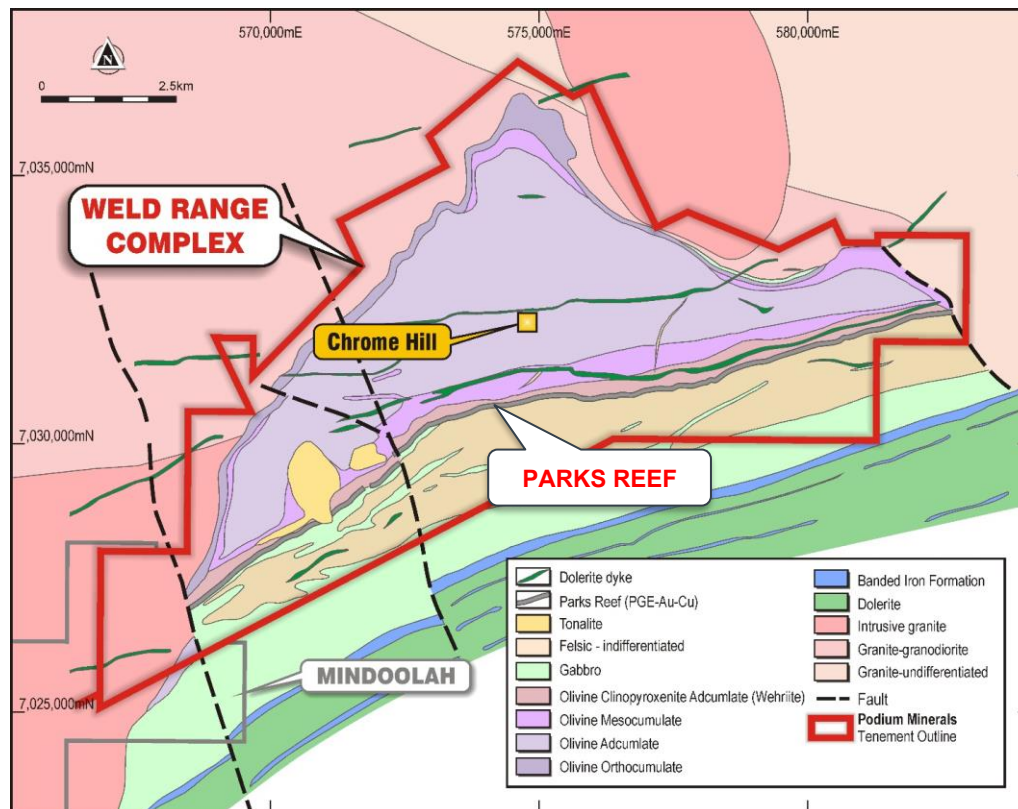 570,000mE
575,000mE
580,000mE
N
0
2.5km
7,035,000mN
WELD RANGE
COMPLEX
Chrome Hill
7,030,000mN
PARKS REEF
MINDOOLAH
7,025,000mN
Dolerite dyke
Parks Reef (PGE-Au-Cu)
Tonalite
Felsic - indifferentiated
Gabbro
Olivine Clinopyroxenite Adcumlate (Wehrlite)
Olivine Mesocumulate
Olivine Adcumlate
Olivine Orthocumulate
Banded Iron Formation
Dolerite
Intrusive granite
Granite-granodiorite
Granite-undifferentiated
Fault
Podium Minerals
Tenement Outline